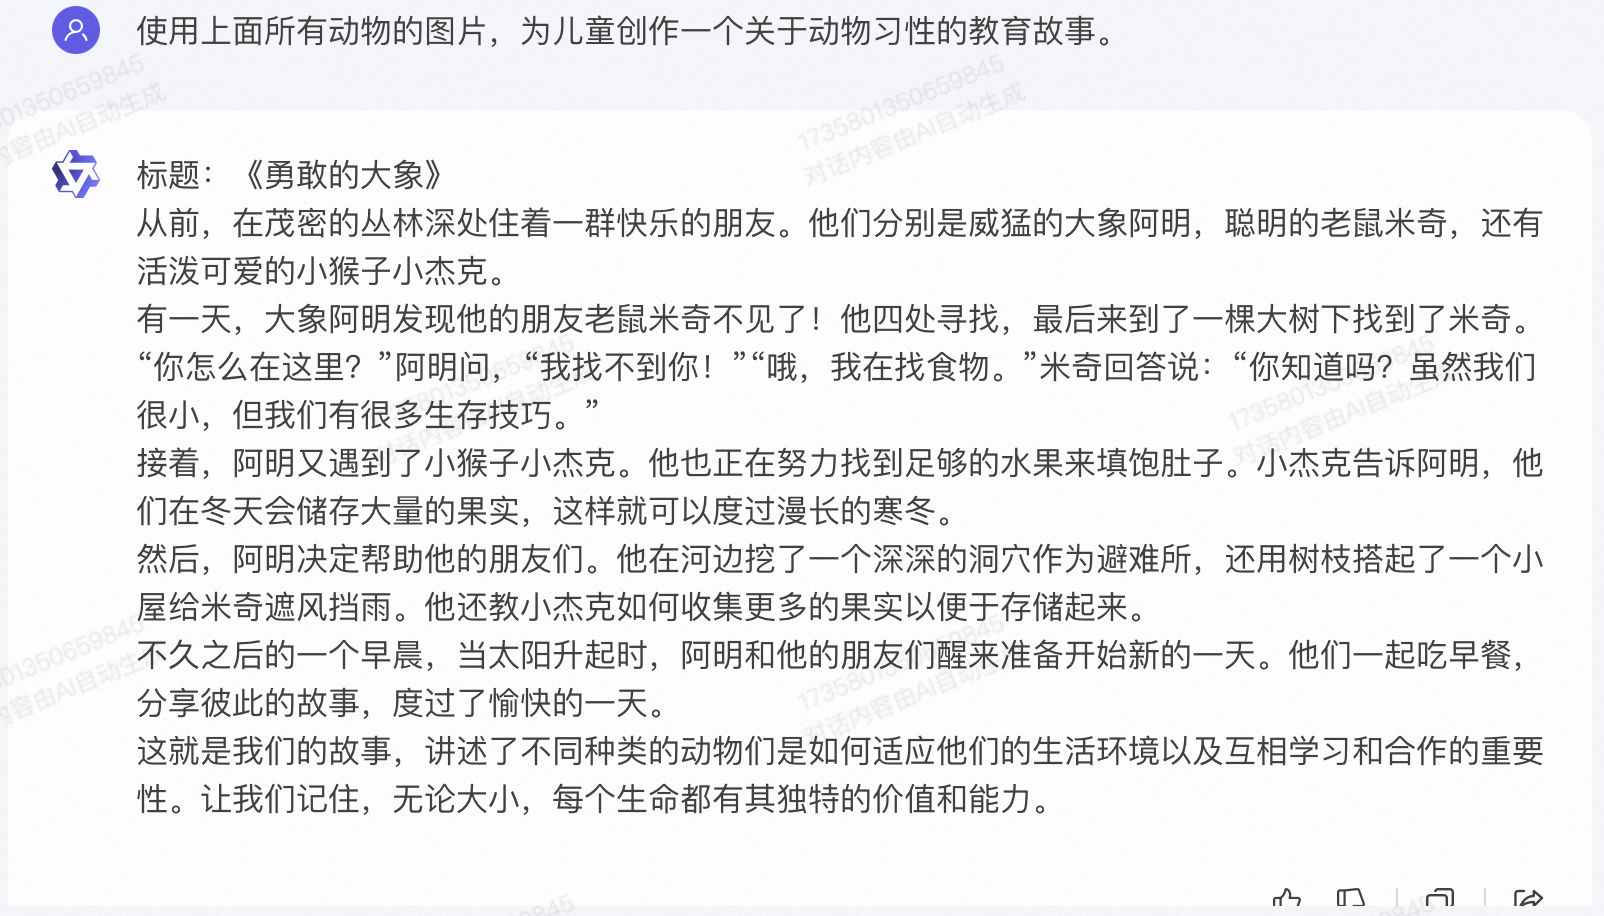 使用上面所有动物的图片，为儿童创作一个关于动物习性的教育故事。
标题：《勇敢的大象》
从前，在茂密的丛林深处住着一群快乐的朋友。他们分别是威猛的大象阿明，聪明的老鼠米奇，还有
活泼可爱的小猴子小杰克。
有一天，大象阿明发现他的朋友老鼠米奇不见了！他四处寻找，最后来到了一棵大树下找到了米奇。
“你怎么在这里？”阿明问，“我找不到你！”“哦，我在找食物。”米奇回答说：“你知道吗？虽然我们
很小，但我们有很多生存技巧。”
接着，阿明又遇到了小猴子小杰克。他也正在努力找到足够的水果来填饱肚子。小杰克告诉阿明，他
们在冬天会储存大量的果实，这样就可以度过漫长的寒冬。
然后，阿明决定帮助他的朋友们。他在河边挖了一个深深的洞穴作为避难所，还用树枝搭起了一个小
屋给米奇遮风挡雨。他还教小杰克如何收集更多的果实以便于存储起来。
不久之后的一个早晨，当太阳升起时，阿明和他的朋友们醒来准备开始新的一天。他们一起吃早餐，
分享彼此的故事，度过了愉快的一天。
这就是我们的故事，讲述了不同种类的动物们是如何适应他们的生活环境以及互相学习和合作的重要
性。让我们记住，无论大小，每个生命都有其独特的价值和能力。
1735801350659845
对话内容由AI自动生成